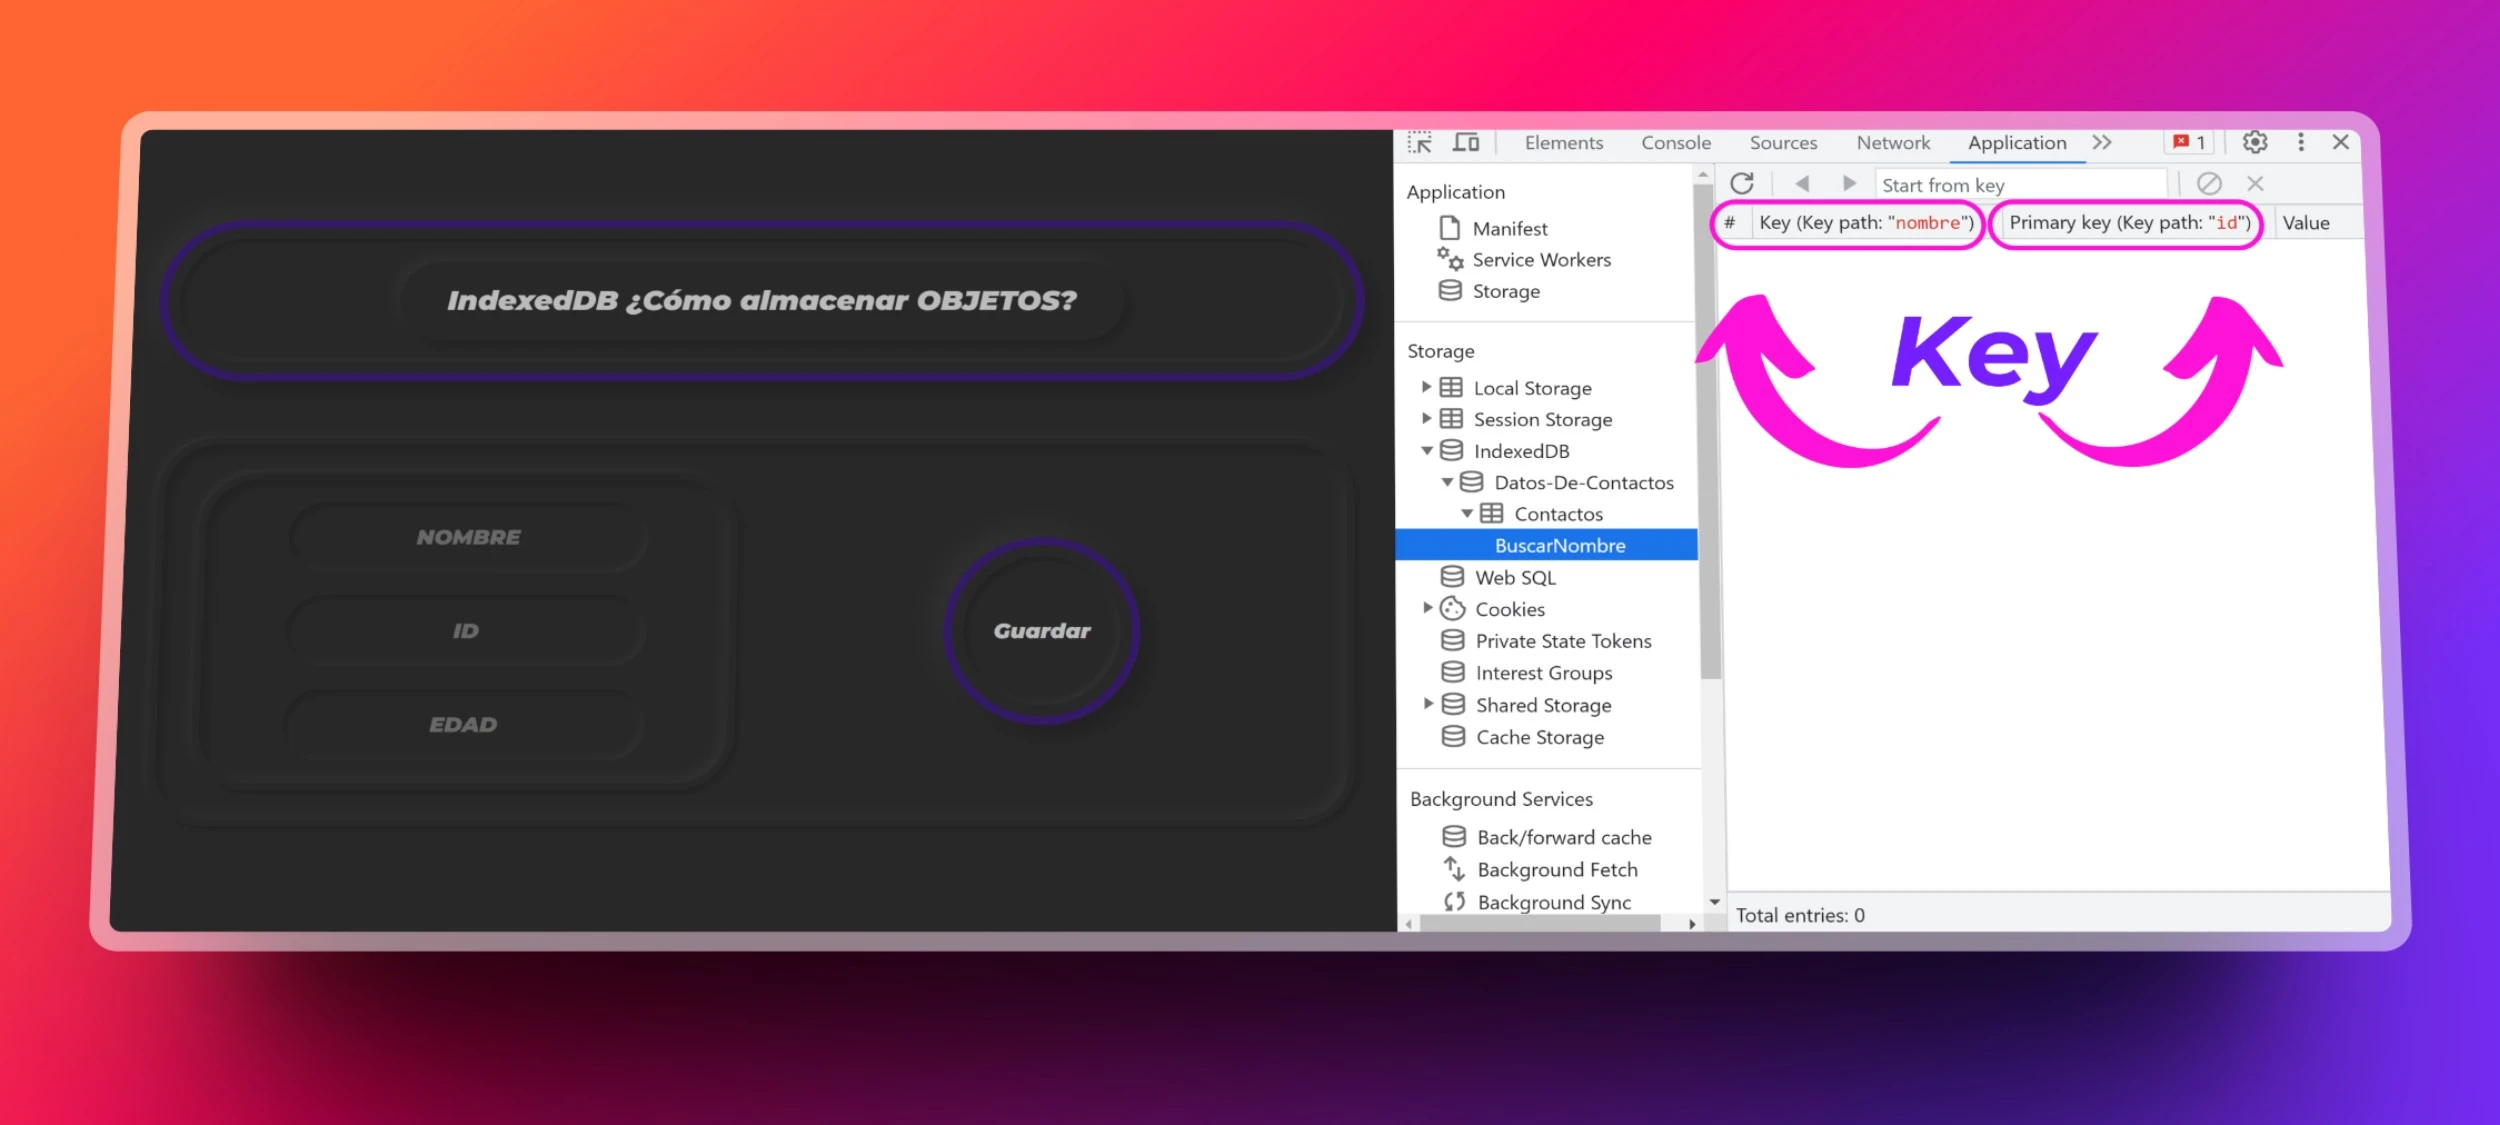 IndexedDB ¿Cómo almacenar OBJETOS?
NOMBRE
ID
EDAD
Guardar
Elements Console Sources Network Application 1
Application
Manifest
Service Workers
Storage
Storage
Local Storage
Session Storage
IndexedDB
Datos-De-Contactos
Contactos
BuscarNombre
Web SQL
Cookies
Private State Tokens
Interest Groups
Shared Storage
Cache Storage
Background Services
Back/forward cache
Background Fetch
Background Sync
Start from key
# Key (Key path: "nombre") Primary key (Key path: "id") Value
Key
Total entries: 0